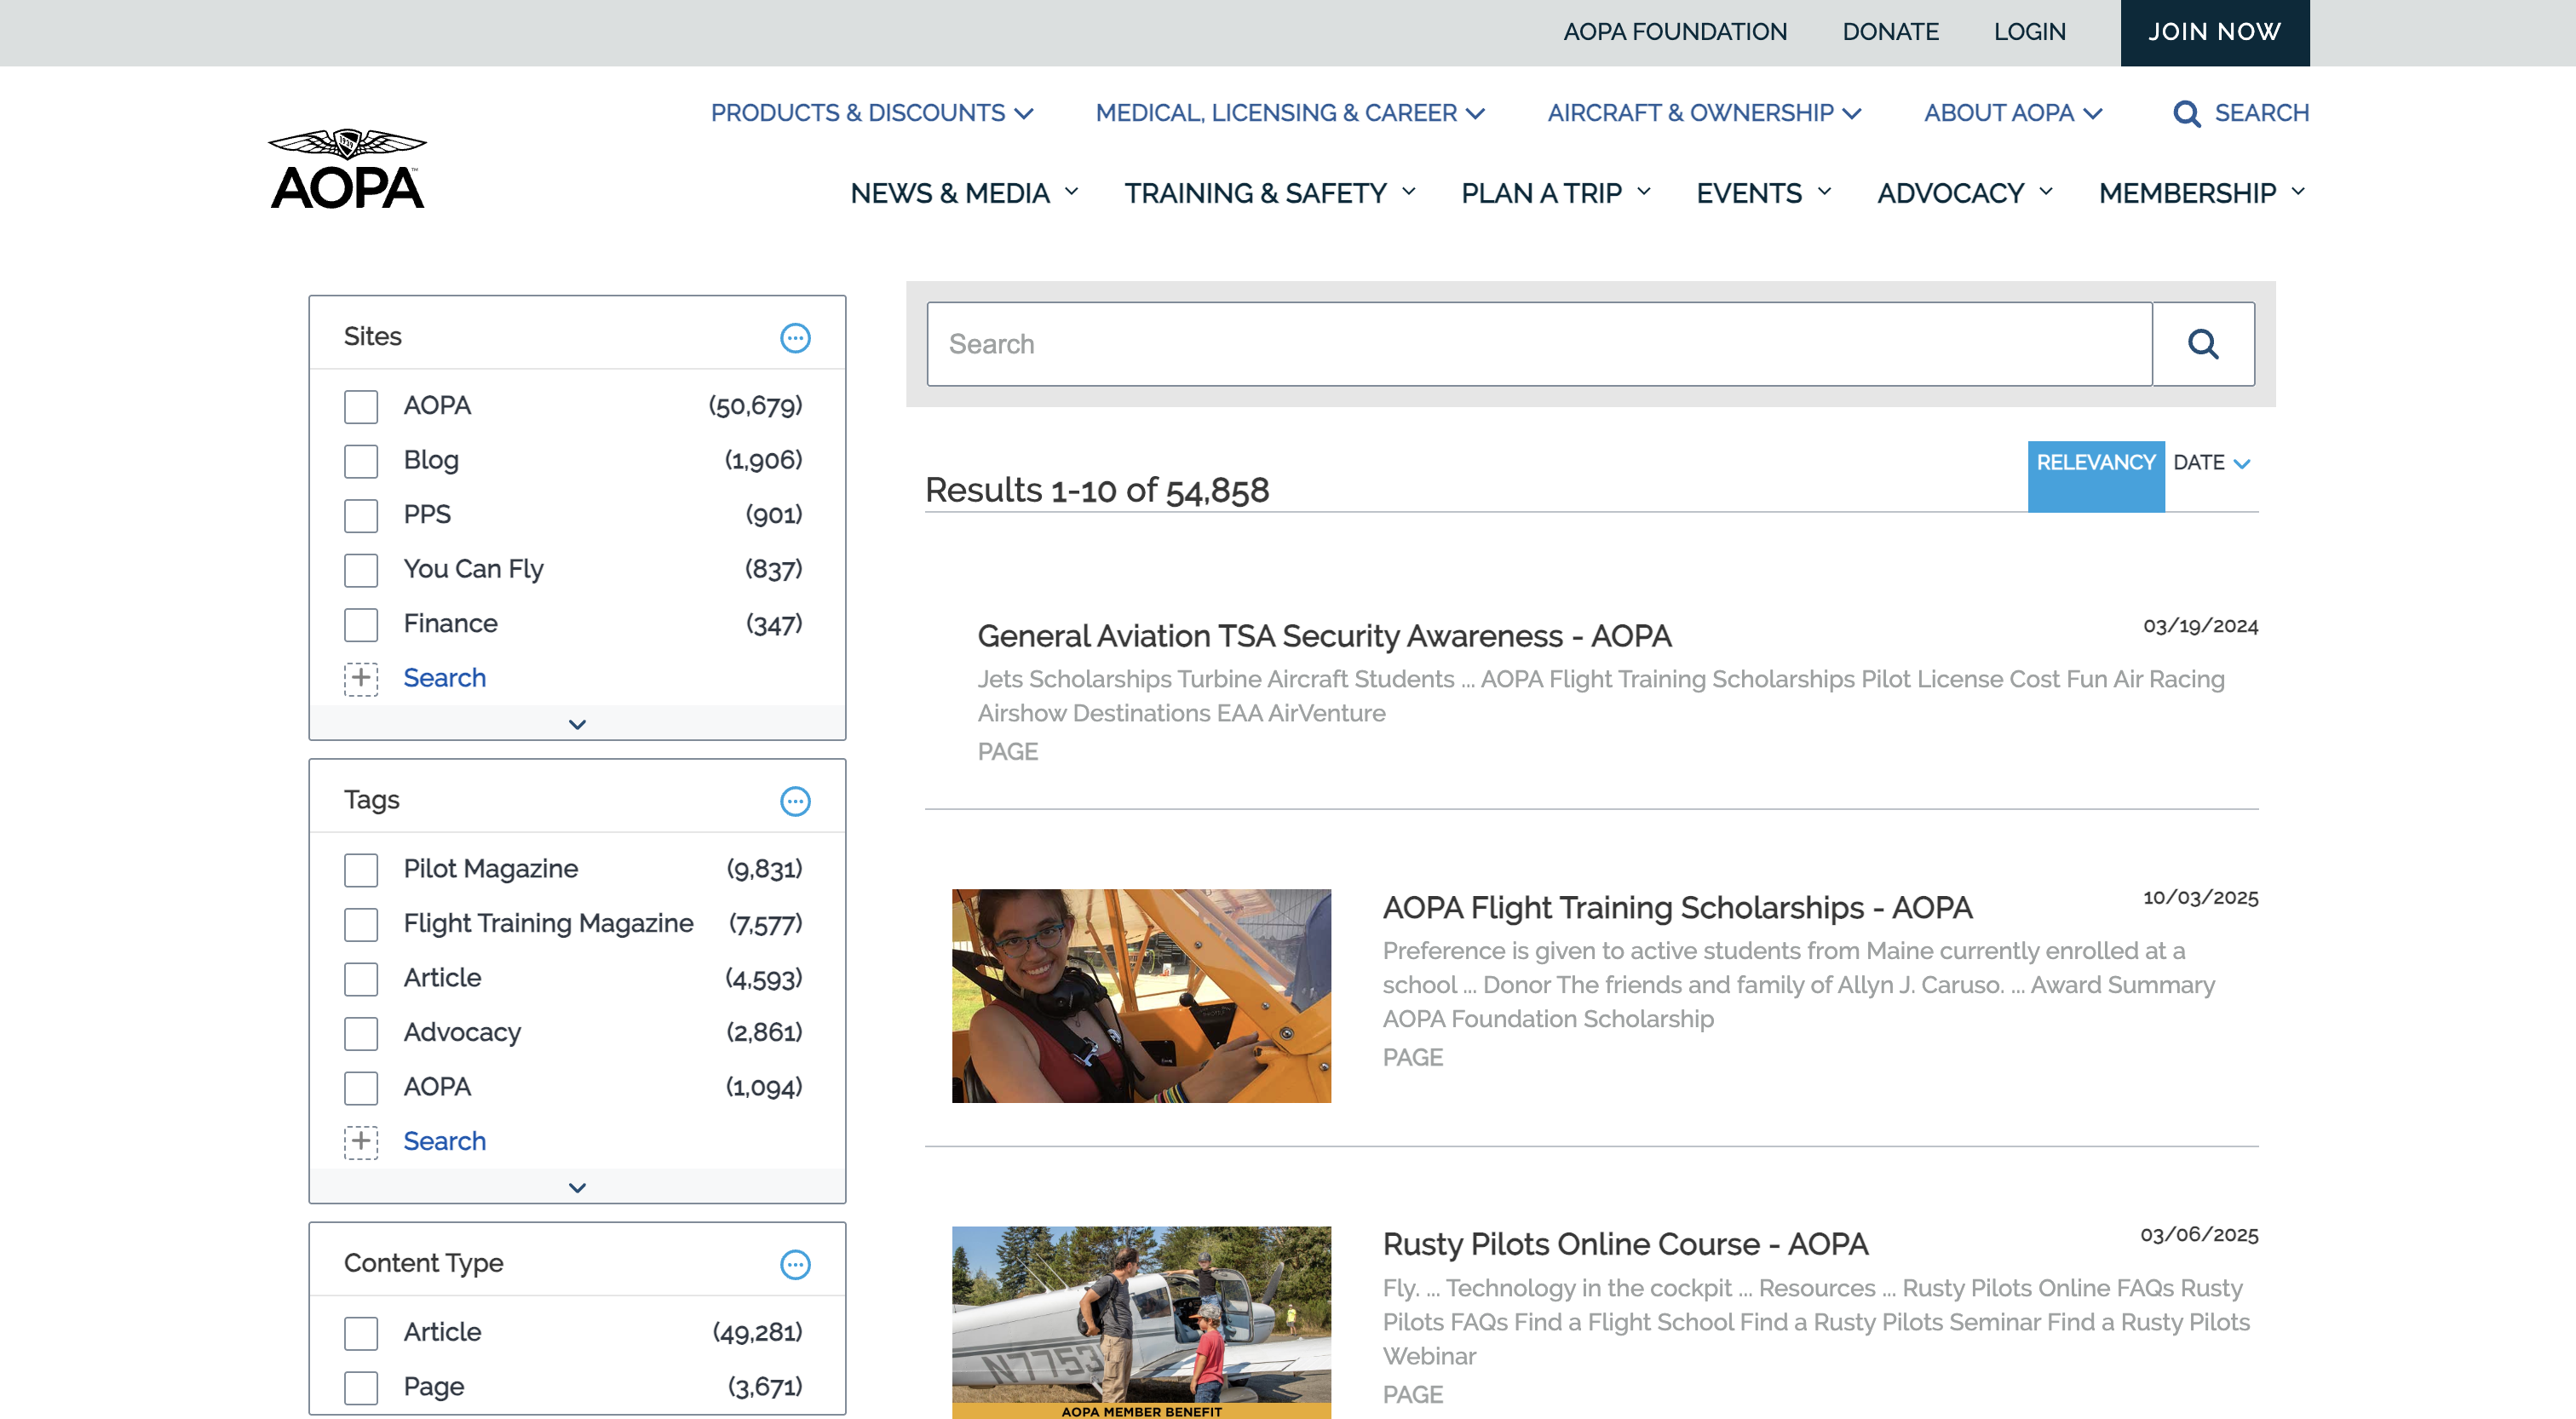 AOPA FOUNDATION
DONATE
LOGIN
JOIN NOW
PRODUCTS & DISCOUNTS
MEDICAL, LICENSING & CAREER
AIRCRAFT & OWNERSHIP
ABOUT AOPA
SEARCH
1939
AOPA™
NEWS & MEDIA
TRAINING & SAFETY
PLAN A TRIP
EVENTS
ADVOCACY
MEMBERSHIP
Sites
AOPA (50,679)
Blog (1,906)
PPS (901)
You Can Fly (837)
Finance (347)
Search
Tags
Pilot Magazine (9,831)
Flight Training Magazine (7,577)
Article (4,593)
Advocacy (2,861)
AOPA (1,094)
Search
Content Type
Article (49,281)
Page (3,671)
Search
RELEVANCY
DATE
Results 1-10 of 54,858
General Aviation TSA Security Awareness - AOPA
03/19/2024
Jets Scholarships Turbine Aircraft Students ... AOPA Flight Training Scholarships Pilot License Cost Fun Air Racing
Airshow Destinations EAA AirVenture
PAGE
AOPA Flight Training Scholarships - AOPA
10/03/2025
Preference is given to active students from Maine currently enrolled at a
school ... Donor The friends and family of Allyn J. Caruso. ... Award Summary
AOPA Foundation Scholarship
PAGE
Rusty Pilots Online Course - AOPA
03/06/2025
Fly. ... Technology in the cockpit ... Resources ... Rusty Pilots Online FAQs Rusty
Pilots FAQs Find a Flight School Find a Rusty Pilots Seminar Find a Rusty Pilots
Webinar
PAGE
N7753
AOPA MEMBER BENEFIT